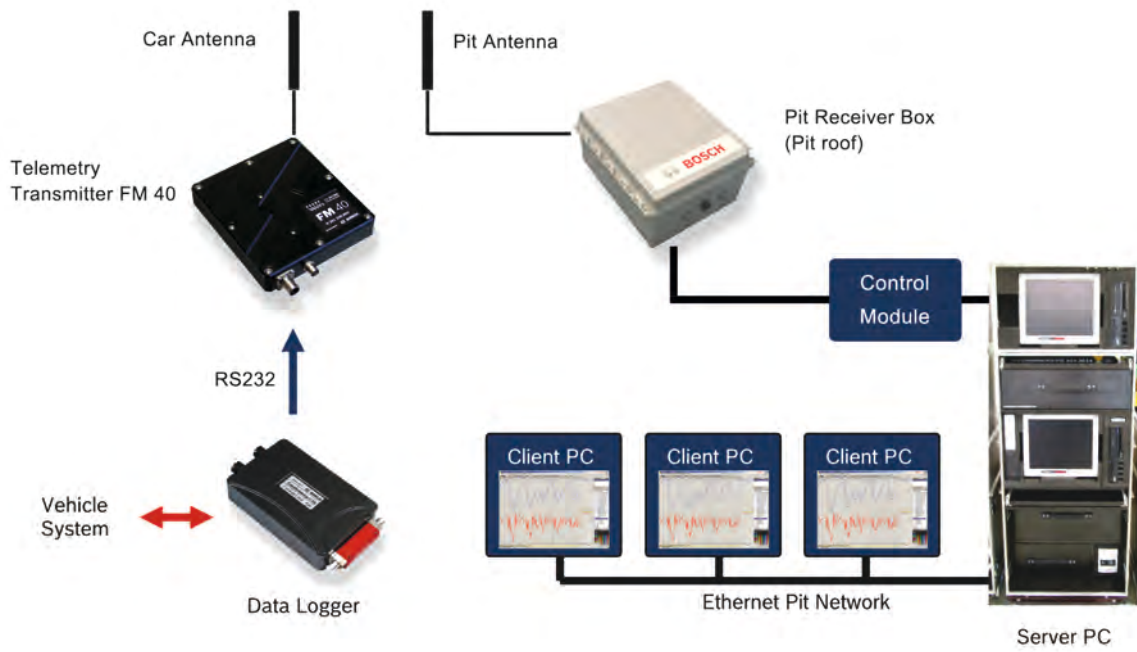 Car Antenna
Pit Antenna
Pit Receiver Box
(Pit roof)
BOSCH
Telemetry
Transmitter FM 40
FM 40
Control
Module
RS232
Client PC
Client PC
Client PC
Vehicle
System
Data Logger
Ethernet Pit Network
Server PC